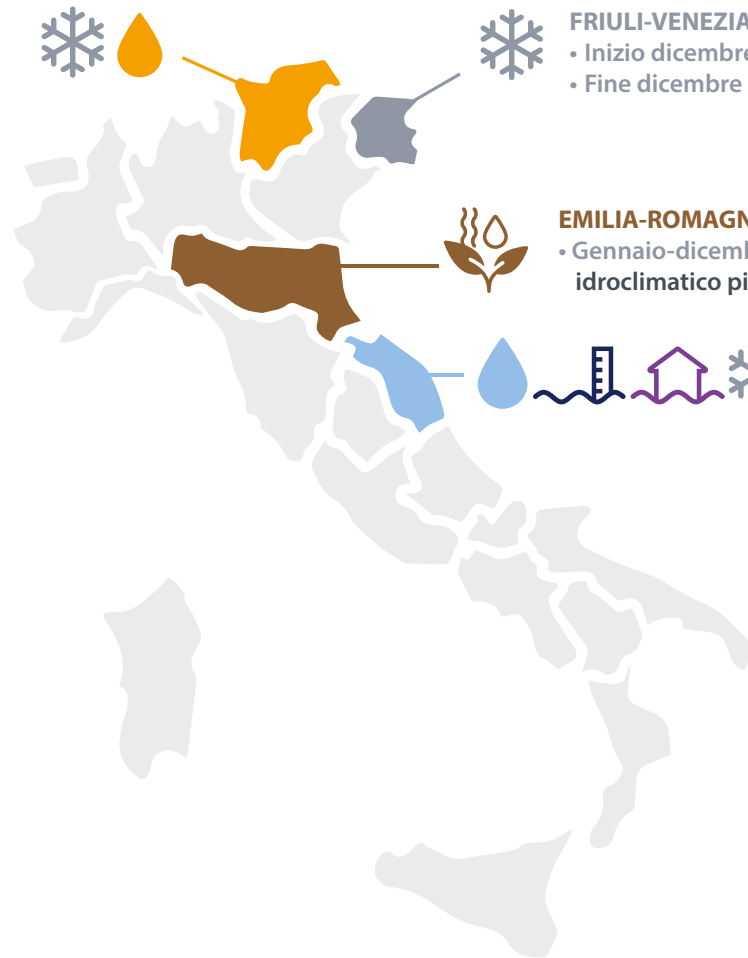 FRIULI-VENEZIA
• Inizio dicembre
• Fine dicembre
EMILIA-ROMAGN
• Gennaio-dicemb
idroclimatico pi